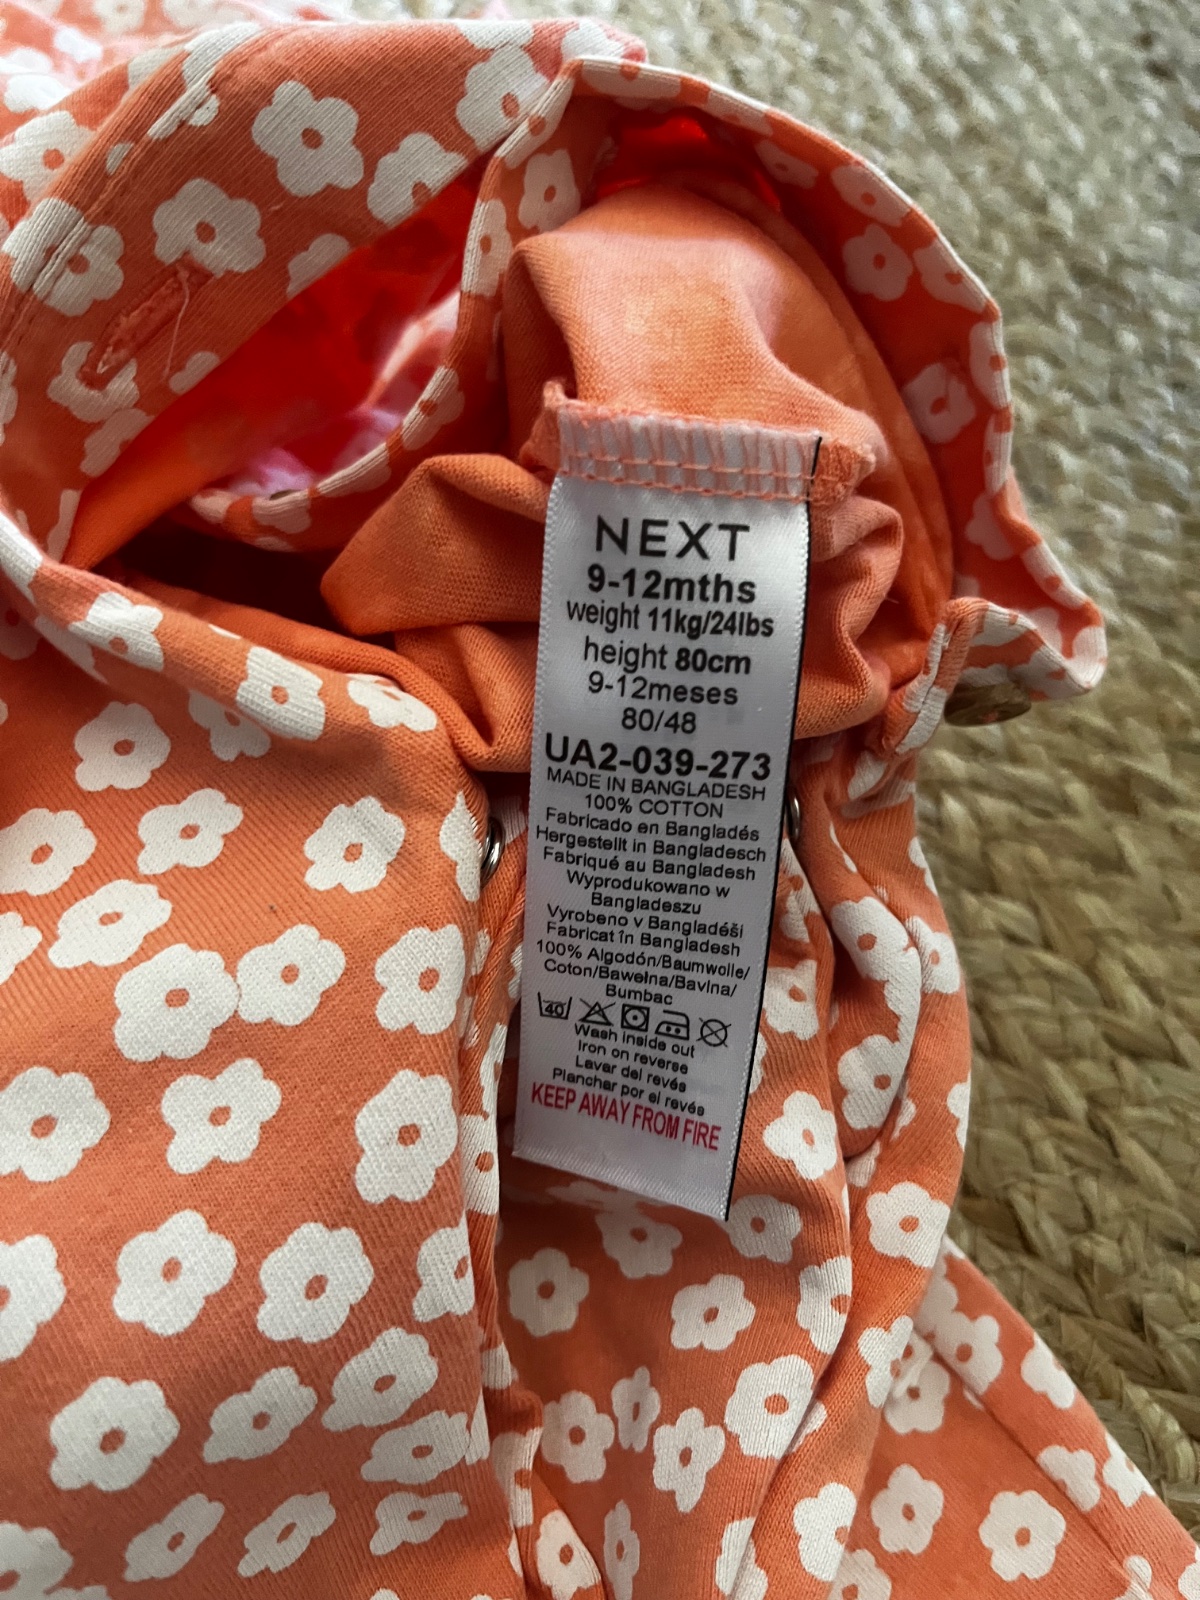 NEXT
9-12mths
weight 11kg/24lbs
height 80cm
9-12meses
80/48
UA2-039-273
MADE IN BANGLADESH
100% COTTON
Fabricado en Bangladés
Hergestellt in Bangladesch
Fabriqué au Bangladesh
Wyprodukowano w
Bangladeszu
Vyrobeno v Bangladéši
Fabricat în Bangladesh
100% Algodón/Baumwolle/
Coton/Bawełna/Bavlna/
Bumbac
40
Wash inside out
Iron on reverse
Lavar del revés
Planchar por el revés
KEEP AWAY FROM FIRE